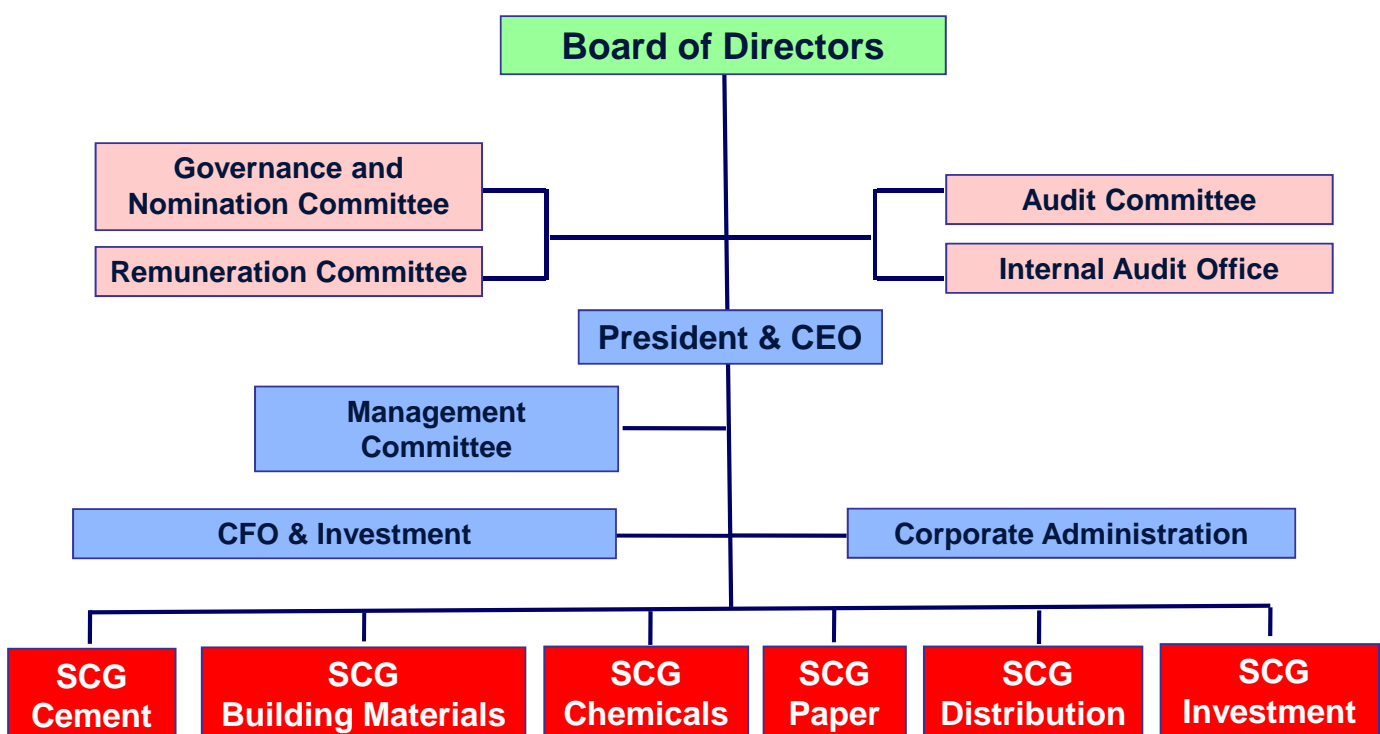 Board of Directors
Governance and
Nomination Committee
Remuneration Committee
Audit Committee
Internal Audit Office
President & CEO
Management
Committee
CFO & Investment
Corporate Administration
SCG
Cement
SCG
Building Materials
SCG
Chemicals
SCG
Paper
SCG
Distribution
SCG
Investment